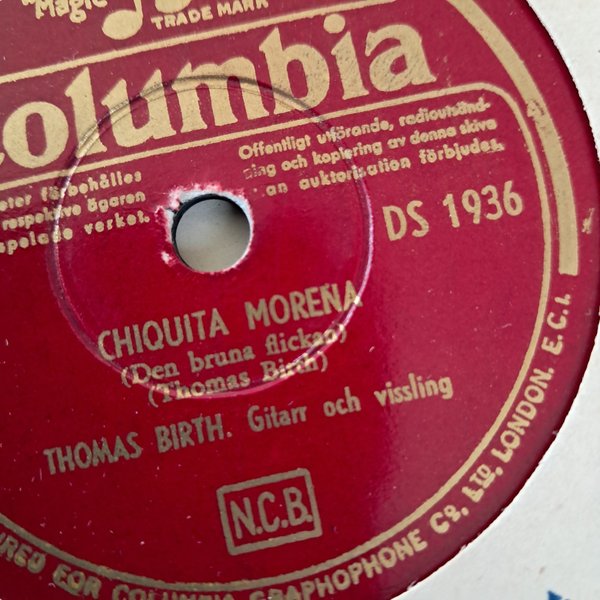 Magic
TRADE MARK
Columbia
Offentligt utförande, radioutsänd-
ning och kopiering av denna skiva
an auktorisation förbjudes.
förbehålles
respektive ägaren
verket.
DS 1936
CHIQUITA MOREÑA
(Den bruna flickan)
(Thomas Birth)
THOMAS BIRTH. Gitarr och vissling
N.C.B.
FOR COLUMBIA GRAPHOPHONE Co., LTD., LONDON. E.C.1.